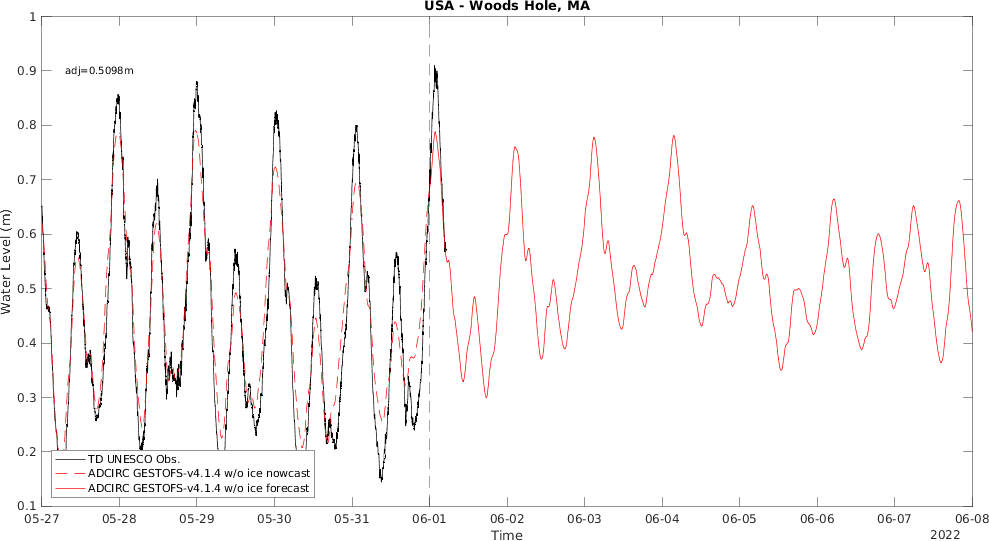 USA - Woods Hole, MA
1
0.9
0.8
0.7
0.6
0.5
0.4
0.3
0.2
0.1
Water Level (m)
adj=0.5098m
TD UNESCO Obs.
ADCIRC GESTOFS-v4.1.4 w/o ice nowcast
ADCIRC GESTOFS-v4.1.4 w/o ice forecast
05-27 05-28 05-29 05-30 05-31 06-01 06-02 06-03 06-04 06-05 06-06 06-07 06-08
Time
2022